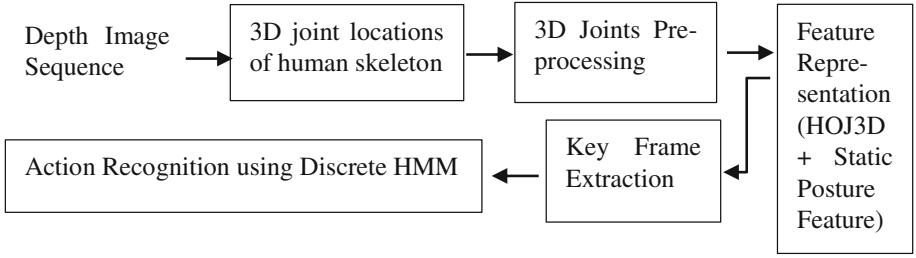 Depth Image
Sequence
3D joint locations
of human skeleton
3D Joints Pre-
processing
Feature
Repre-
sentation
(HOJ3D
+ Static
Posture
Feature)
Key Frame
Extraction
Action Recognition using Discrete HMM